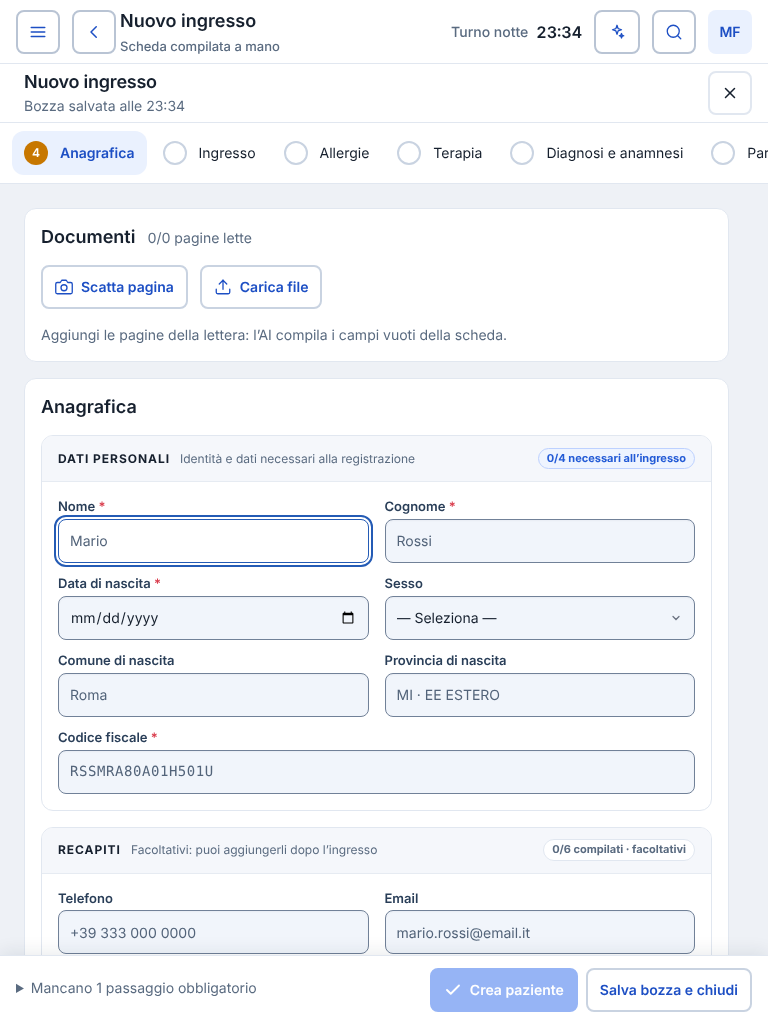 Nuovo ingresso
Scheda compilata a mano
Turno notte 23:34
MF
Nuovo ingresso
Bozza salvata alle 23:34
4 Anagrafica
Ingresso
Allergie
Terapia
Diagnosi e anamnesi
Par
Documenti 0/0 pagine lette
Scatta pagina
Carica file
Aggiungi le pagine della lettera: l’AI compila i campi vuoti della scheda.
Anagrafica
DATI PERSONALI Identità e dati necessari alla registrazione 0/4 necessari all’ingresso
Nome * Cognome *
Mario Rossi
Data di nascita * Sesso
mm/dd/yyyy — Seleziona —
Comune di nascita Provincia di nascita
Roma MI · EE ESTERO
Codice fiscale *
RSSMRA80A01H501U
RECAPITI Facoltativi: puoi aggiungerli dopo l’ingresso 0/6 compilati · facoltativi
Telefono Email
+39 333 000 0000 mario.rossi@email.it
Mancano 1 passaggio obbligatorio
Crea paziente
Salva bozza e chiudi